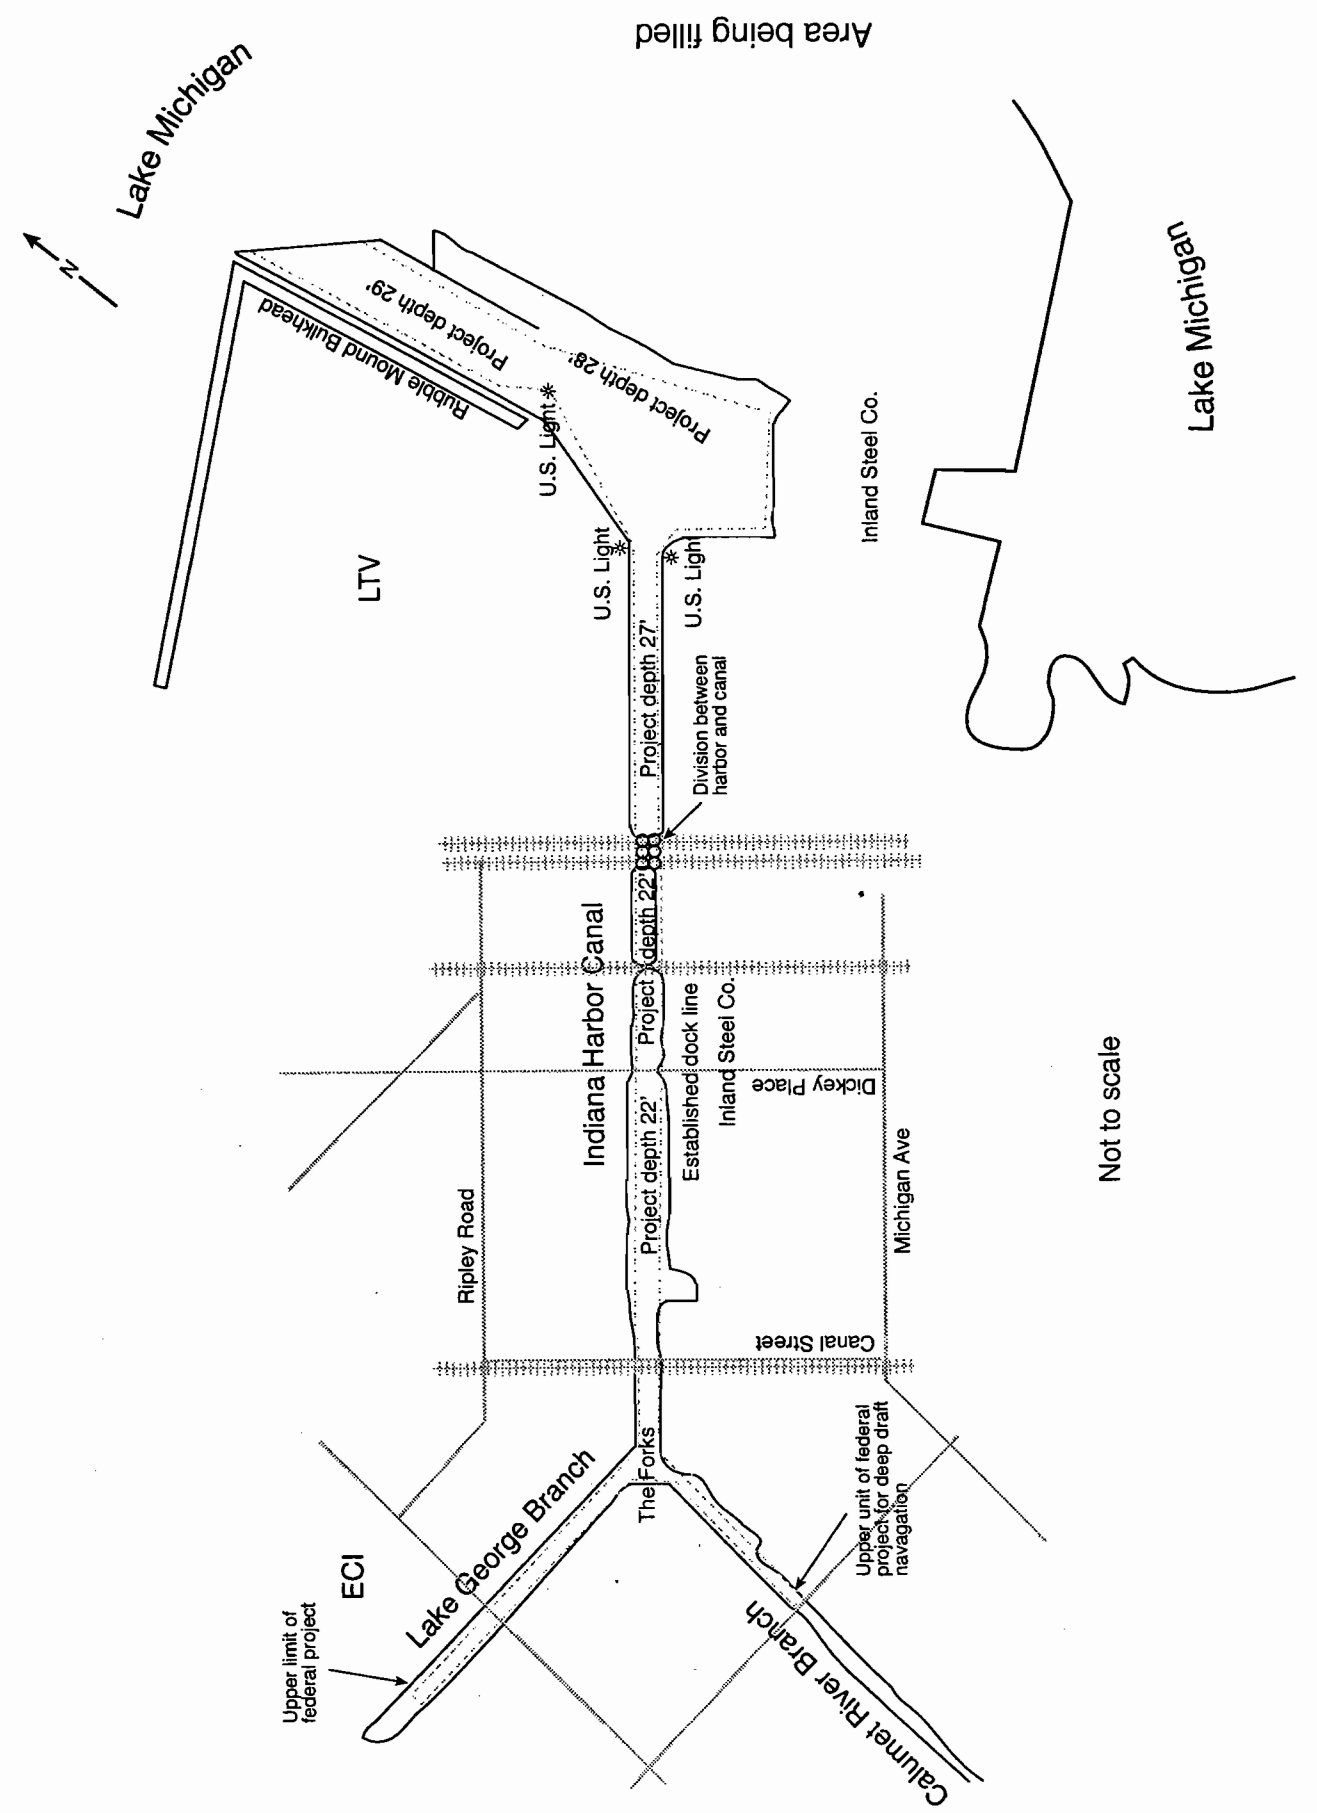 Area being filled
Lake Michigan
N
Project depth 29'
Rubble Mound Bulkhead
Project depth 28'
U.S. Light
Lake Michigan
Inland Steel Co.
LTV
U.S. Light
U.S. Light
Project depth 27'
Division between
harbor and canal
Indiana Harbor Canal
Project depth 22'
Established dock line
Inland Steel Co.
Dickey Place
Project depth 22'
Ripley Road
Michigan Ave
Not to scale
Canal Street
The Forks
Lake George Branch
ECI
Upper limit of
federal project
Upper unit of federal
project for deep draft
navagation
Calumet River Branch